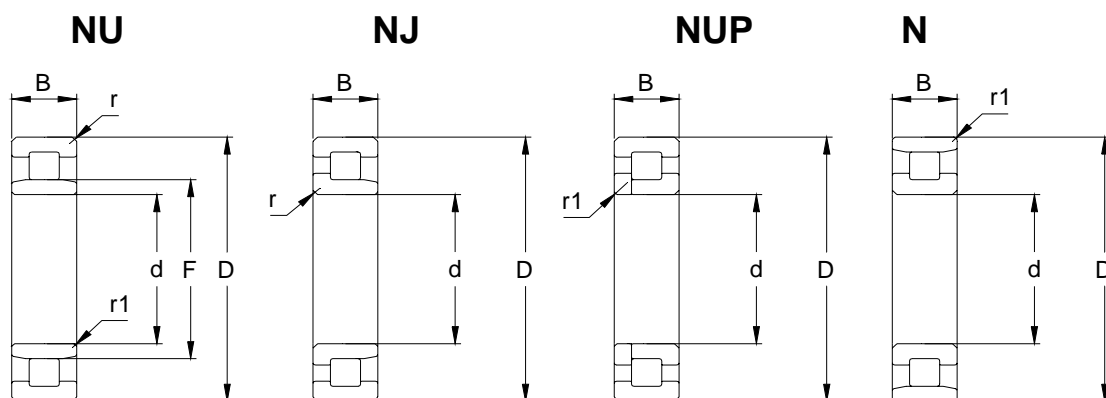 NU NJ NUP N
B B B B
r r1
r r1
d F D d D d D d D
r1